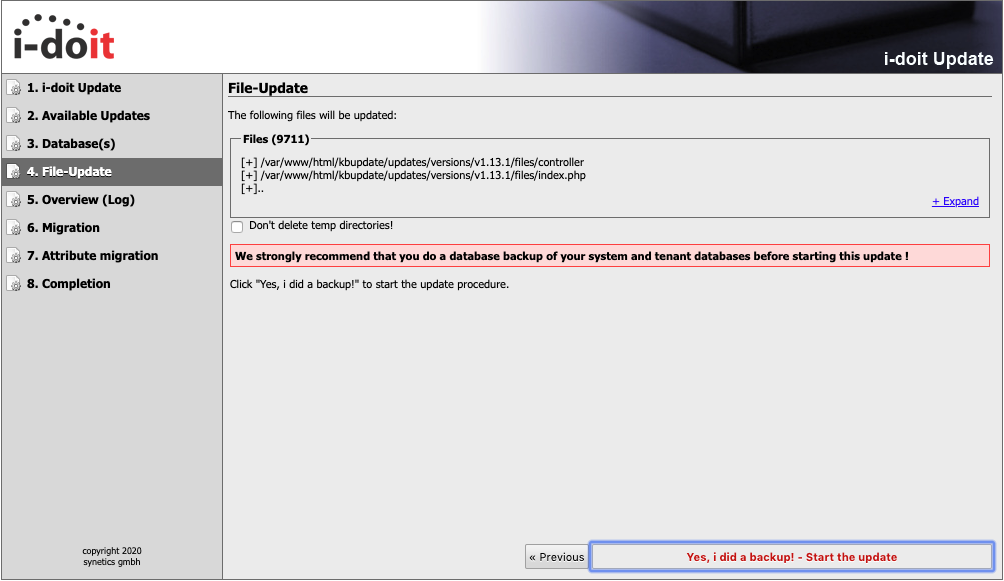 i-doit
i-doit Update
1. i-doit Update
2. Available Updates
3. Database(s)
4. File-Update
5. Overview (Log)
6. Migration
7. Attribute migration
8. Completion
copyright 2020
synetics gmbh
File-Update
The following files will be updated:
Files (9711)
[+] /var/www/html/kbupdate/updates/versions/v1.13.1/files/controller
[+] /var/www/html/kbupdate/updates/versions/v1.13.1/files/index.php
[+]..
+ Expand
Don't delete temp directories!
We strongly recommend that you do a database backup of your system and tenant databases before starting this update !
Click "Yes, i did a backup!" to start the update procedure.
« Previous
Yes, i did a backup! - Start the update